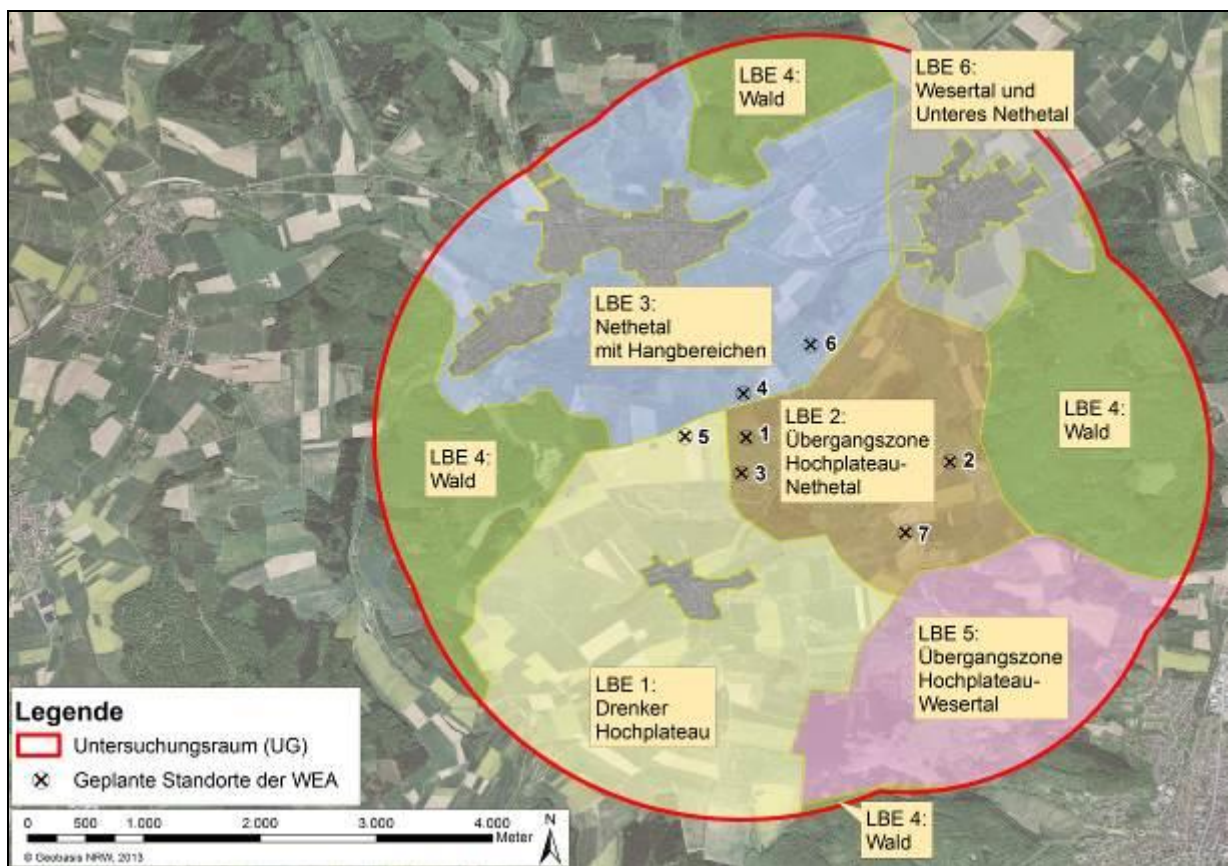 LBE 4:
Wald
LBE 6:
Wesertal und
Unteres Nethetal
LBE 3:
Nethetal
mit Hangbereichen
6
4
LBE 4:
Wald
5
1
3
LBE 2:
Übergangszone
Hochplateau-
Nethetal
2
7
LBE 4:
Wald
LBE 1:
Drenker
Hochplateau
LBE 5:
Übergangszone
Hochplateau-
Wesertal
LBE 4:
Wald
Legende
Untersuchungsraum (UG)
Geplante Standorte der WEA
0 500 1.000 2.000 3.000 4.000
Meter
N
© Geobasis NRW, 2013